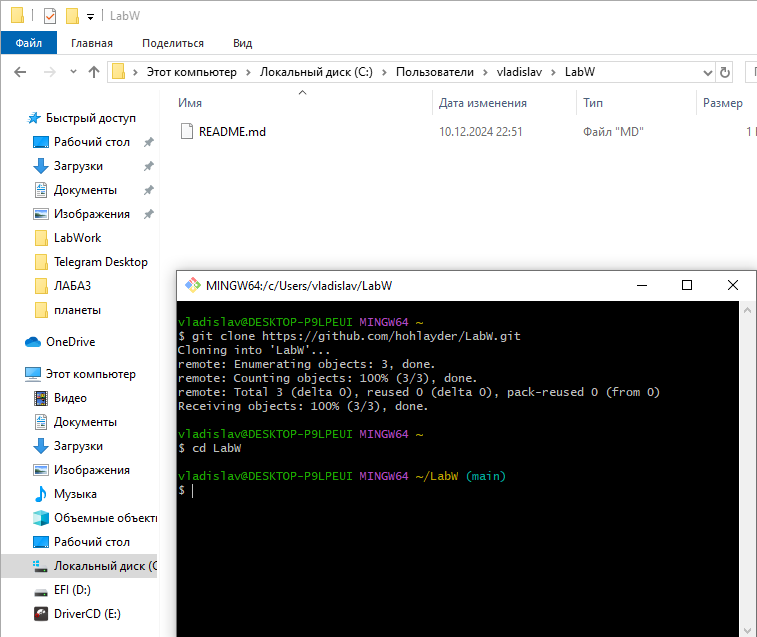 LabW
Файл Главная Поделиться Вид
Этот компьютер Локальный диск (C:) Пользователи vladislav LabW
Имя Дата изменения Тип Размер
README.md 10.12.2024 22:51 Файл "MD" 1
Быстрый доступ
Рабочий стол
Загрузки
Документы
Изображения
LabWork
Telegram Desktop
ЛАБА3
планеты
OneDrive
Этот компьютер
Видео
Документы
Загрузки
Изображения
Музыка
Объемные объект
Рабочий стол
Локальный диск (C
EFI (D:)
DriverCD (E:)
MINGW64:/c/Users/vladislav/LabW
vladislav@DESKTOP-P9LPEUI MINGW64 ~
$ git clone https://github.com/hohlayder/LabW.git
Cloning into 'LabW'...
remote: Enumerating objects: 3, done.
remote: Counting objects: 100% (3/3), done.
remote: Total 3 (delta 0), reused 0 (delta 0), pack-reused 0 (from 0)
Receiving objects: 100% (3/3), done.
vladislav@DESKTOP-P9LPEUI MINGW64 ~
$ cd LabW
vladislav@DESKTOP-P9LPEUI MINGW64 ~/LabW (main)
$